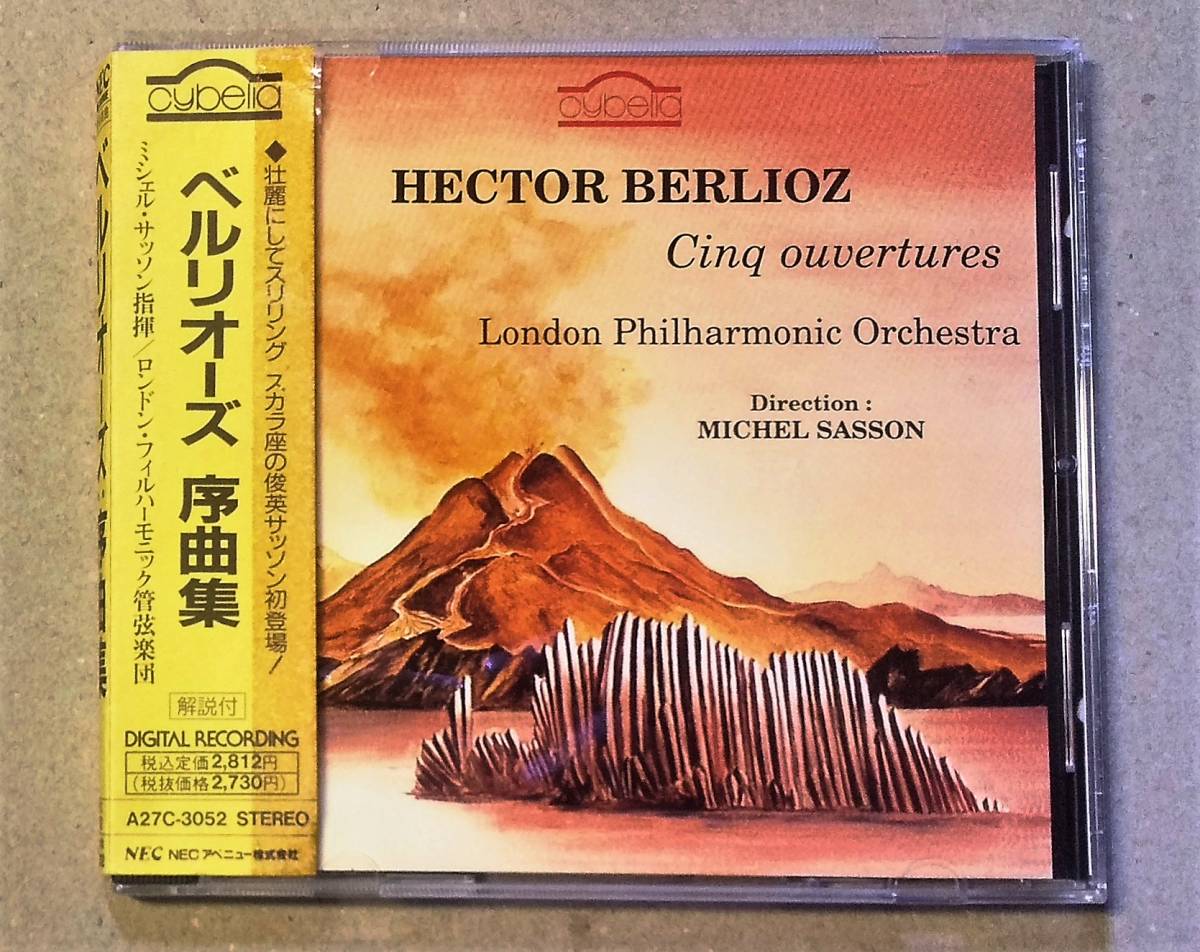 cybelia
◆壮麗にしてスリリング スカラ座の俊英サッソン初登場!
ベルリオーズ 序曲集
ミシェル・サッソン指揮/ロンドン・フィルハーモニック管弦楽団
解説付
DIGITAL RECORDING
税込定価2,812円
(税抜価格2,730円)
A27C-3052 STEREO
NEC NECアベニュー株式会社
cybelia
HECTOR BERLIOZ
Cinq ouvertures
London Philharmonic Orchestra
Direction :
MICHEL SASSON